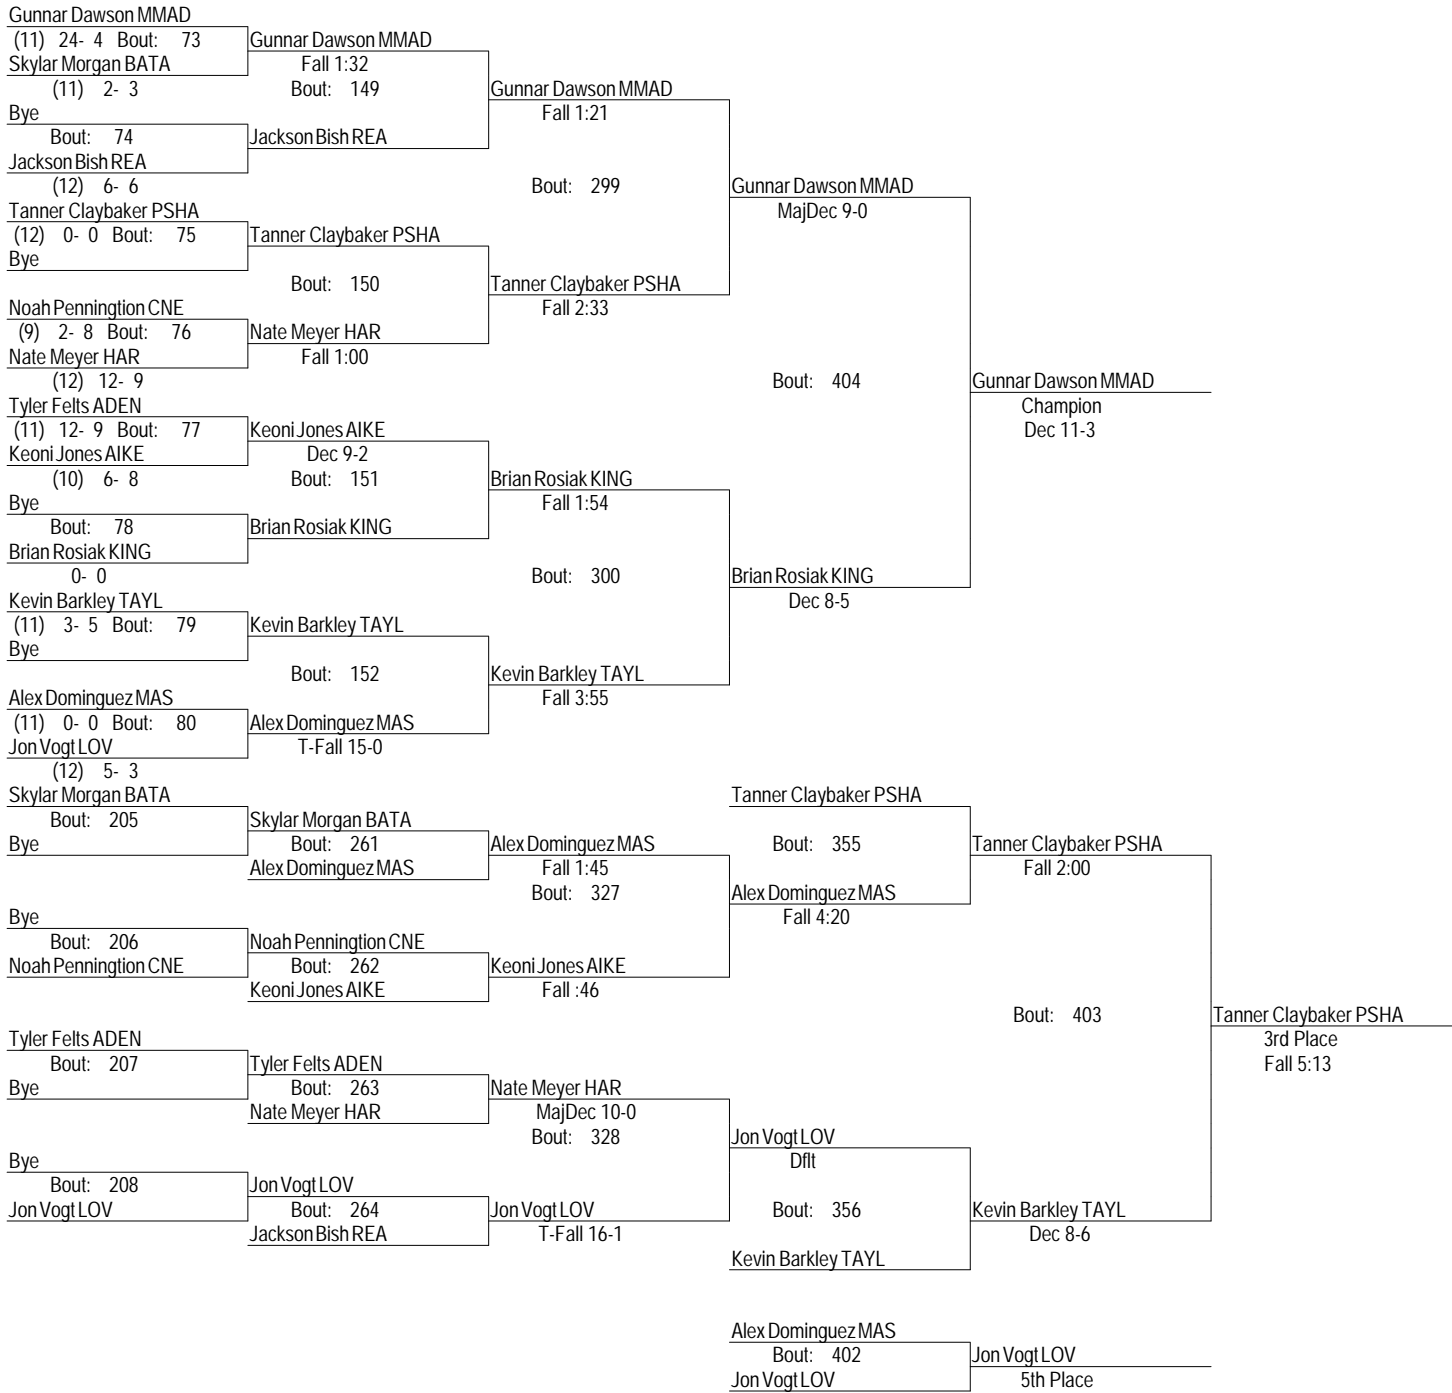 Gunnar Dawson MMAD
(11) 24- 4 Bout: 73
Gunnar Dawson MMAD
Skylar Morgan BATA
Fall 1:32
(11) 2- 3
Bout: 149
Gunnar Dawson MMAD
Bye
Fall 1:21
Bout: 74
Jackson Bish REA
Jackson Bish REA
(12) 6- 6
Bout: 299
Gunnar Dawson MMAD
Tanner Claybaker PSHA
MajDec 9-0
(12) 0- 0 Bout: 75
Tanner Claybaker PSHA
Bye
Bout: 150
Tanner Claybaker PSHA
Noah Penningtion CNE
Fall 2:33
(9) 2- 8 Bout: 76
Nate Meyer HAR
Nate Meyer HAR
Fall 1:00
(12) 12- 9
Bout: 404
Gunnar Dawson MMAD
Tyler Felts ADEN
Champion
(11) 12- 9 Bout: 77
Keoni Jones AIKE
Dec 11-3
Keoni Jones AIKE
Dec 9-2
(10) 6- 8
Bout: 151
Brian Rosiak KING
Bye
Fall 1:54
Bout: 78
Brian Rosiak KING
Brian Rosiak KING
0- 0
Bout: 300
Brian Rosiak KING
Kevin Barkley TAYL
Dec 8-5
(11) 3- 5 Bout: 79
Kevin Barkley TAYL
Bye
Bout: 152
Kevin Barkley TAYL
Alex Dominguez MAS
Fall 3:55
(11) 0- 0 Bout: 80
Alex Dominguez MAS
Jon Vogt LOV
T-Fall 15-0
(12) 5- 3
Skylar Morgan BATA
Tanner Claybaker PSHA
Bout: 205
Skylar Morgan BATA
Bye
Bout: 261
Alex Dominguez MAS
Bout: 355
Tanner Claybaker PSHA
Alex Dominguez MAS
Fall 1:45
Fall 2:00
Bout: 327
Alex Dominguez MAS
Bye
Fall 4:20
Bout: 206
Noah Penningtion CNE
Noah Penningtion CNE
Bout: 262
Keoni Jones AIKE
Keoni Jones AIKE
Fall :46
Bout: 403
Tanner Claybaker PSHA
Tyler Felts ADEN
3rd Place
Bout: 207
Tyler Felts ADEN
Fall 5:13
Bye
Bout: 263
Nate Meyer HAR
Nate Meyer HAR
MajDec 10-0
Bout: 328
Jon Vogt LOV
Bye
Dflt
Bout: 208
Jon Vogt LOV
Jon Vogt LOV
Bout: 264
Jon Vogt LOV
Bout: 356
Kevin Barkley TAYL
Jackson Bish REA
T-Fall 16-1
Dec 8-6
Kevin Barkley TAYL
Alex Dominguez MAS
Bout: 402
Jon Vogt LOV
Jon Vogt LOV
5th Place